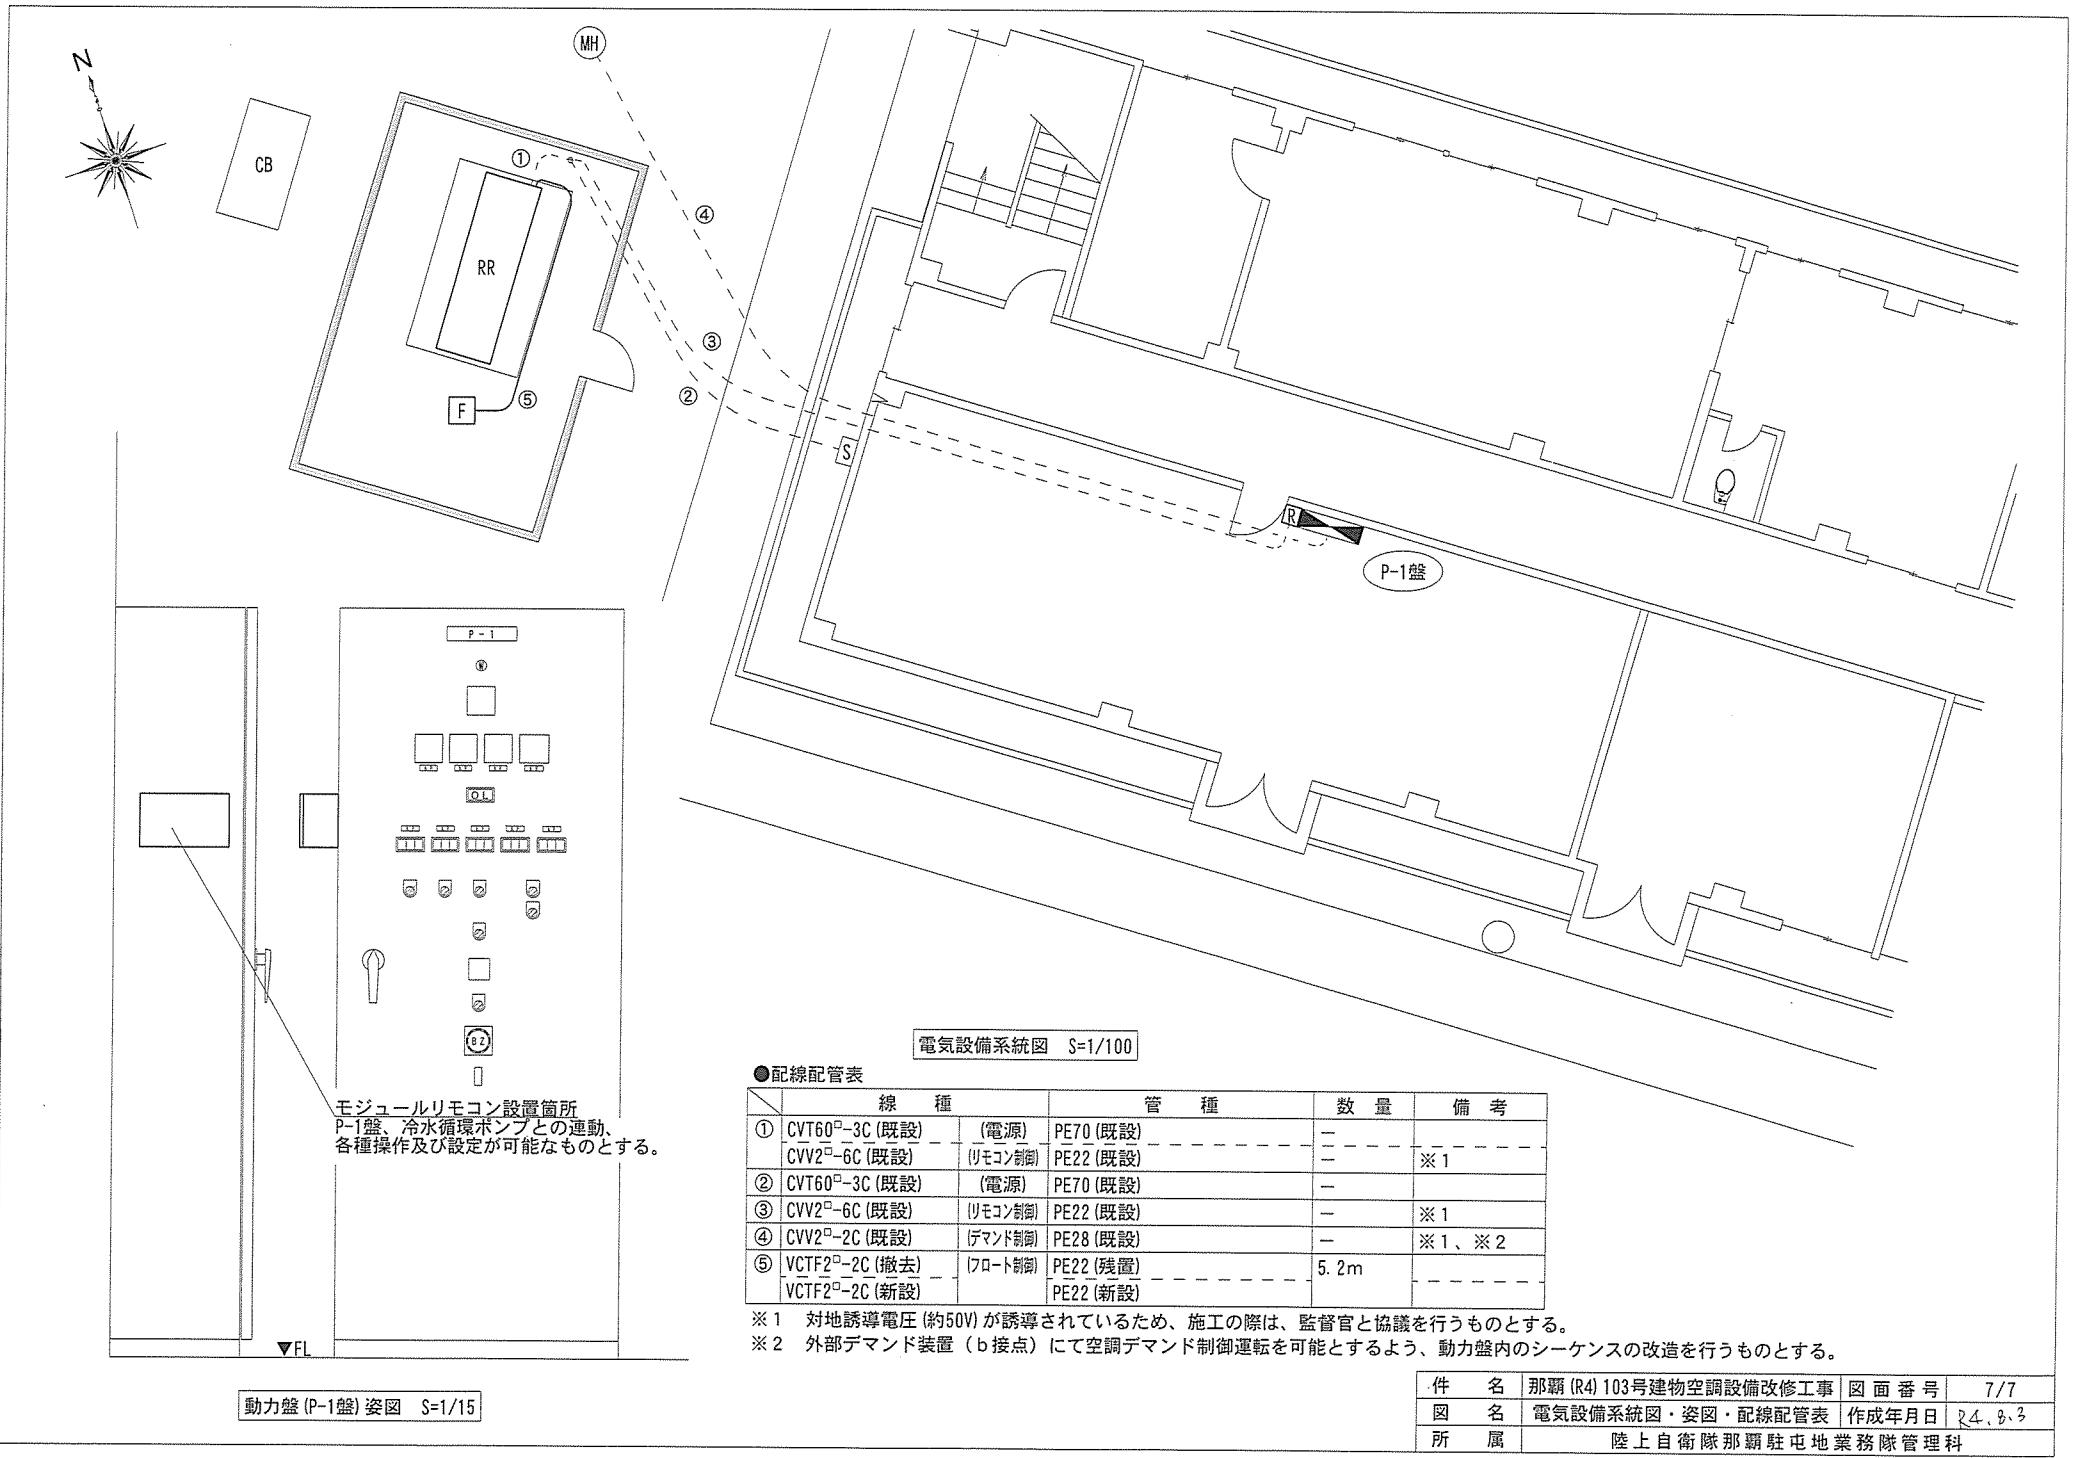 N
MH
CB
①
RR
④
③
②
⑤
F
S
R
P-1盤
P-1
W
OL
BZ
モジュールリモコン設置箇所
P-1盤、冷水循環ポンプとの連動、
各種操作及び設定が可能なものとする。
▼FL
動力盤(P-1盤)姿図 S=1/15
電気設備系統図 S=1/100
●配線配管表
線 種 管 種 数 量 備 考
① CVT60□-3C(既設) (電源) PE70(既設) —
CVV2□-6C(既設) (リモコン制御) PE22(既設) — ※1
② CVT60□-3C(既設) (電源) PE70(既設) —
③ CVV2□-6C(既設) (リモコン制御) PE22(既設) — ※1
④ CVV2□-2C(既設) (デマンド制御) PE28(既設) — ※1、※2
⑤ VCTF2□-2C(撤去) (フロート制御) PE22(残置) 5.2m
VCTF2□-2C(新設) PE22(新設)
※1 対地誘導電圧(約50V)が誘導されているため、施工の際は、監督官と協議を行うものとする。
※2 外部デマンド装置（b接点）にて空調デマンド制御運転を可能とするよう、動力盤内のシーケンスの改造を行うものとする。
件 名 那覇(R4)103号建物空調設備改修工事 図面番号 7/7
図 名 電気設備系統図・姿図・配線配管表 作成年月日 R4.8.3
所 属 陸上自衛隊那覇駐屯地業務隊管理科